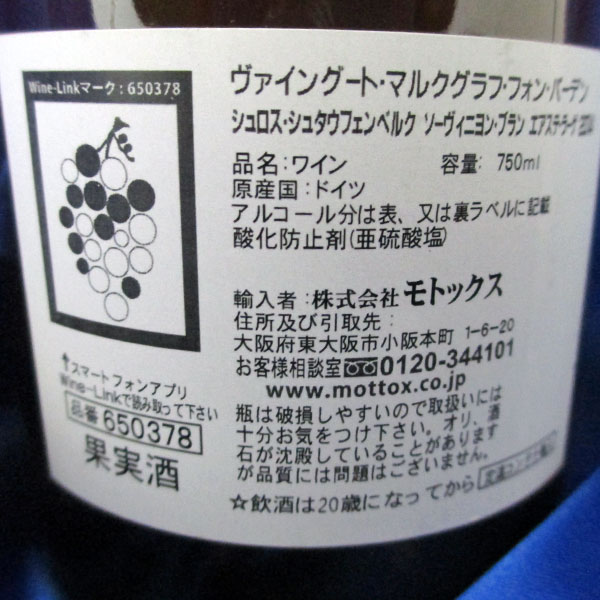 Wine-Linkマーク:650378
ヴァイングート・マルクグラフ・フォン・バーデン
シュロス・シュタウフェンベルク ソーヴィニヨン・ブラン エアステラーゲ
品名:ワイン 容量: 750ml
原産国:ドイツ
アルコール分は表、又は裏ラベルに記載
酸化防止剤(亜硫酸塩)
輸入者:株式会社 モトックス
住所及び引取先:
大阪府東大阪市小阪本町 1-6-20
お客様相談室 0120-344101
www.mottox.co.jp
瓶は破損しやすいので取扱いには
十分お気をつけ下さい。オリ、酒
石が沈殿していることがあります
が品質には問題はございません。
☆飲酒は20歳になってから
↑スマートフォンアプリ
Wine-Linkで読み取って下さい
品番 650378
果実酒